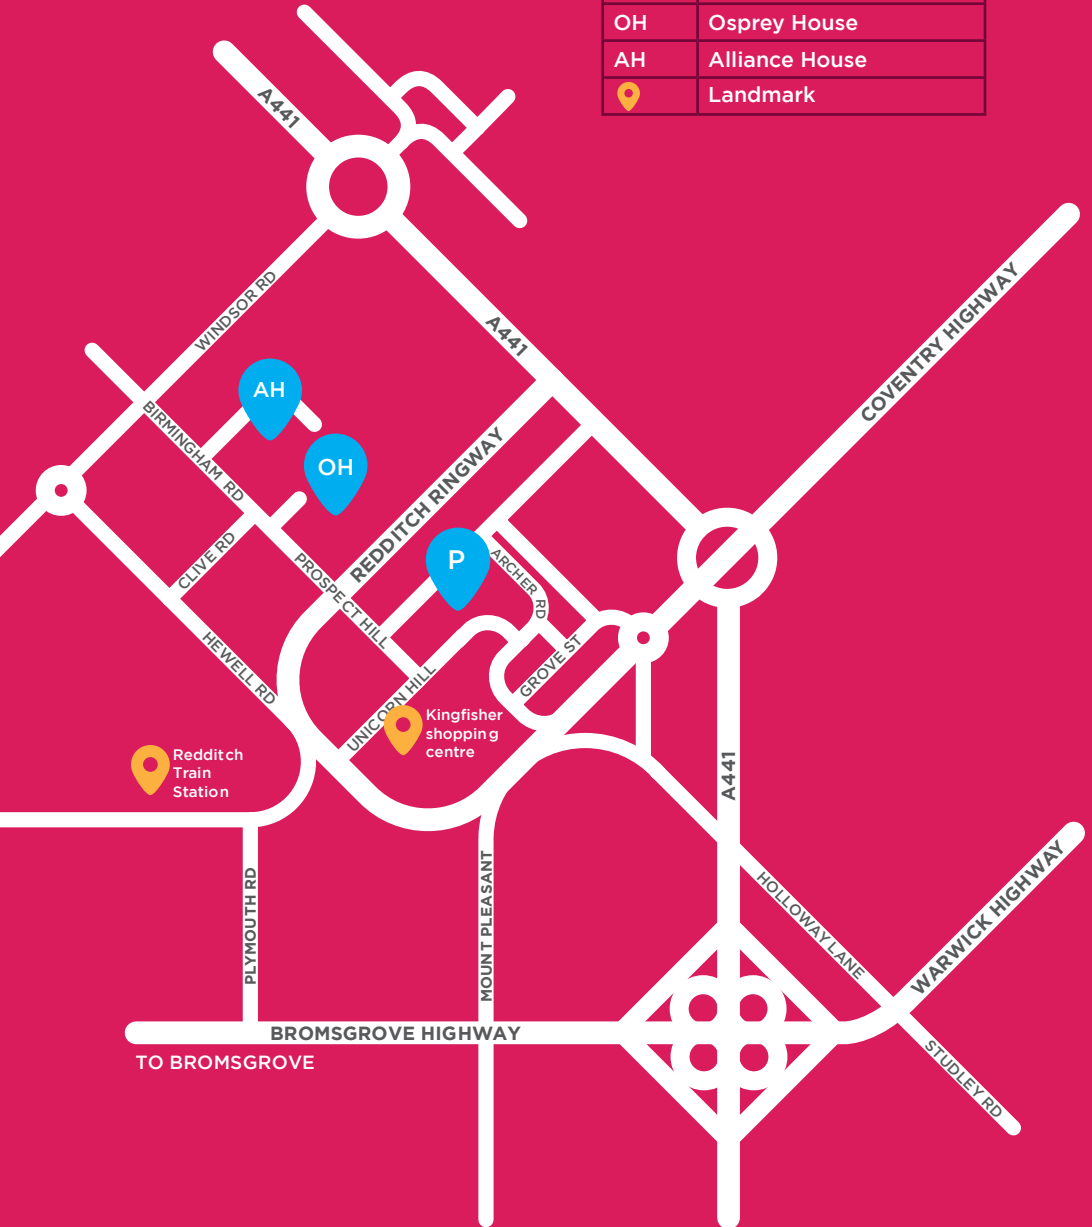 OH Osprey House
AH Alliance House
Landmark
A441
WINDSOR RD
A441
COVENTRY HIGHWAY
BIRMINGHAM RD
AH
OH
REDDITCH RINGWAY
P
CLIVE RD
PROSPECT HILL
ARCHER RD
GROVE ST
HEWELL RD
UNICORN HILL
Kingfisher
shopping
centre
Redditch
Train
Station
A441
PLYMOUTH RD
MOUNT PLEASANT
HOLLOWAY LANE
WARWICK HIGHWAY
BROMSGROVE HIGHWAY
TO BROMSGROVE
STUDLEY RD